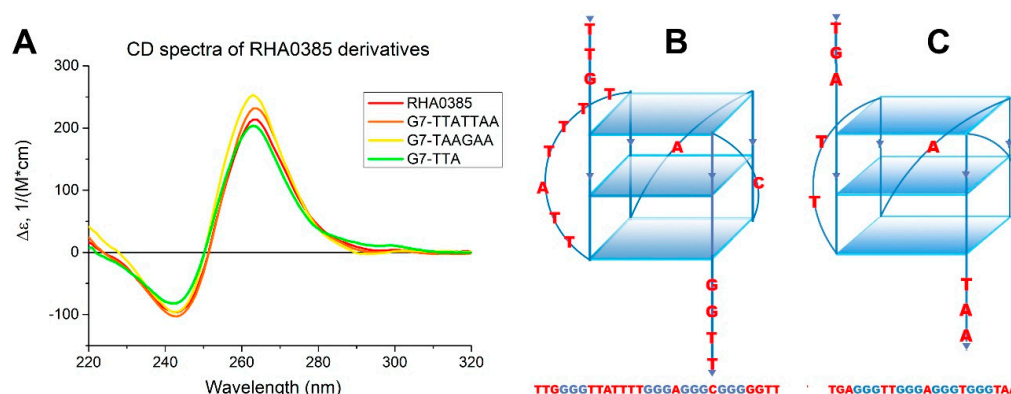 A
CD spectra of RHA0385 derivatives
300
200
100
0
-100
Δε, 1/(M*cm)
RHA0385
G7-TTATTAA
G7-TAAGAA
G7-TTA
220
240
260
280
300
320
Wavelength (nm)
B
T
T
G
T
T
T
T
A
T
T
A
C
G
G
T
T
TTGGGGTTATTTTGGGAGGGCGGGGGTT
C
T
G
A
T
T
A
T
A
A
TGAGGGTTGGGAGGGTGGGTAA